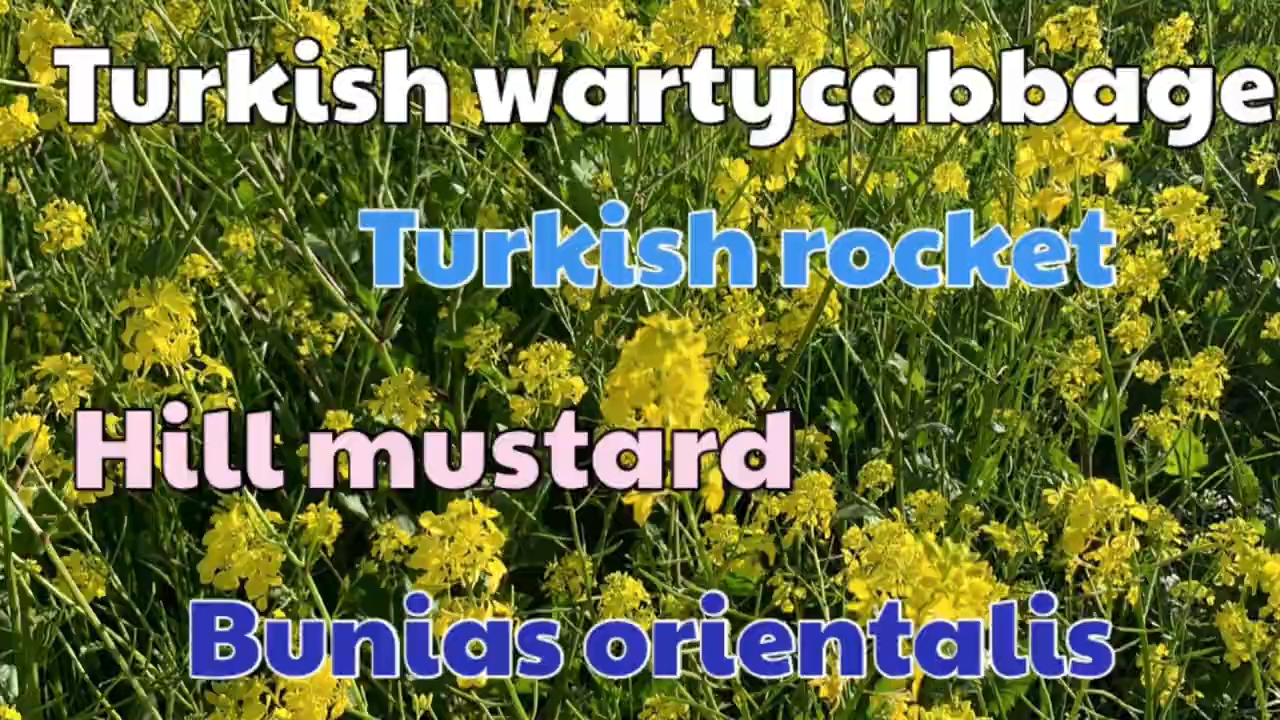 Turkish wartycabbage
Turkish rocket
Hill mustard
Bunias orientalis